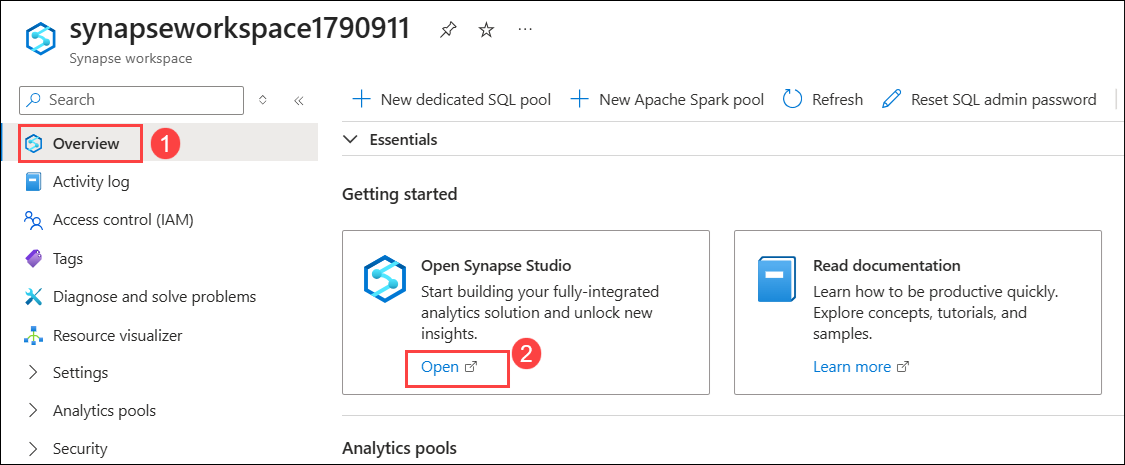 synapseworkspace1790911
Synapse workspace
Search
New dedicated SQL pool
New Apache Spark pool
Refresh
Reset SQL admin password
Overview
1
Activity log
Access control (IAM)
Tags
Diagnose and solve problems
Resource visualizer
Settings
Analytics pools
Security
Essentials
Getting started
Open Synapse Studio
Start building your fully-integrated
analytics solution and unlock new
insights.
Open
2
Read documentation
Learn how to be productive quickly.
Explore concepts, tutorials, and
samples.
Learn more
Analytics pools